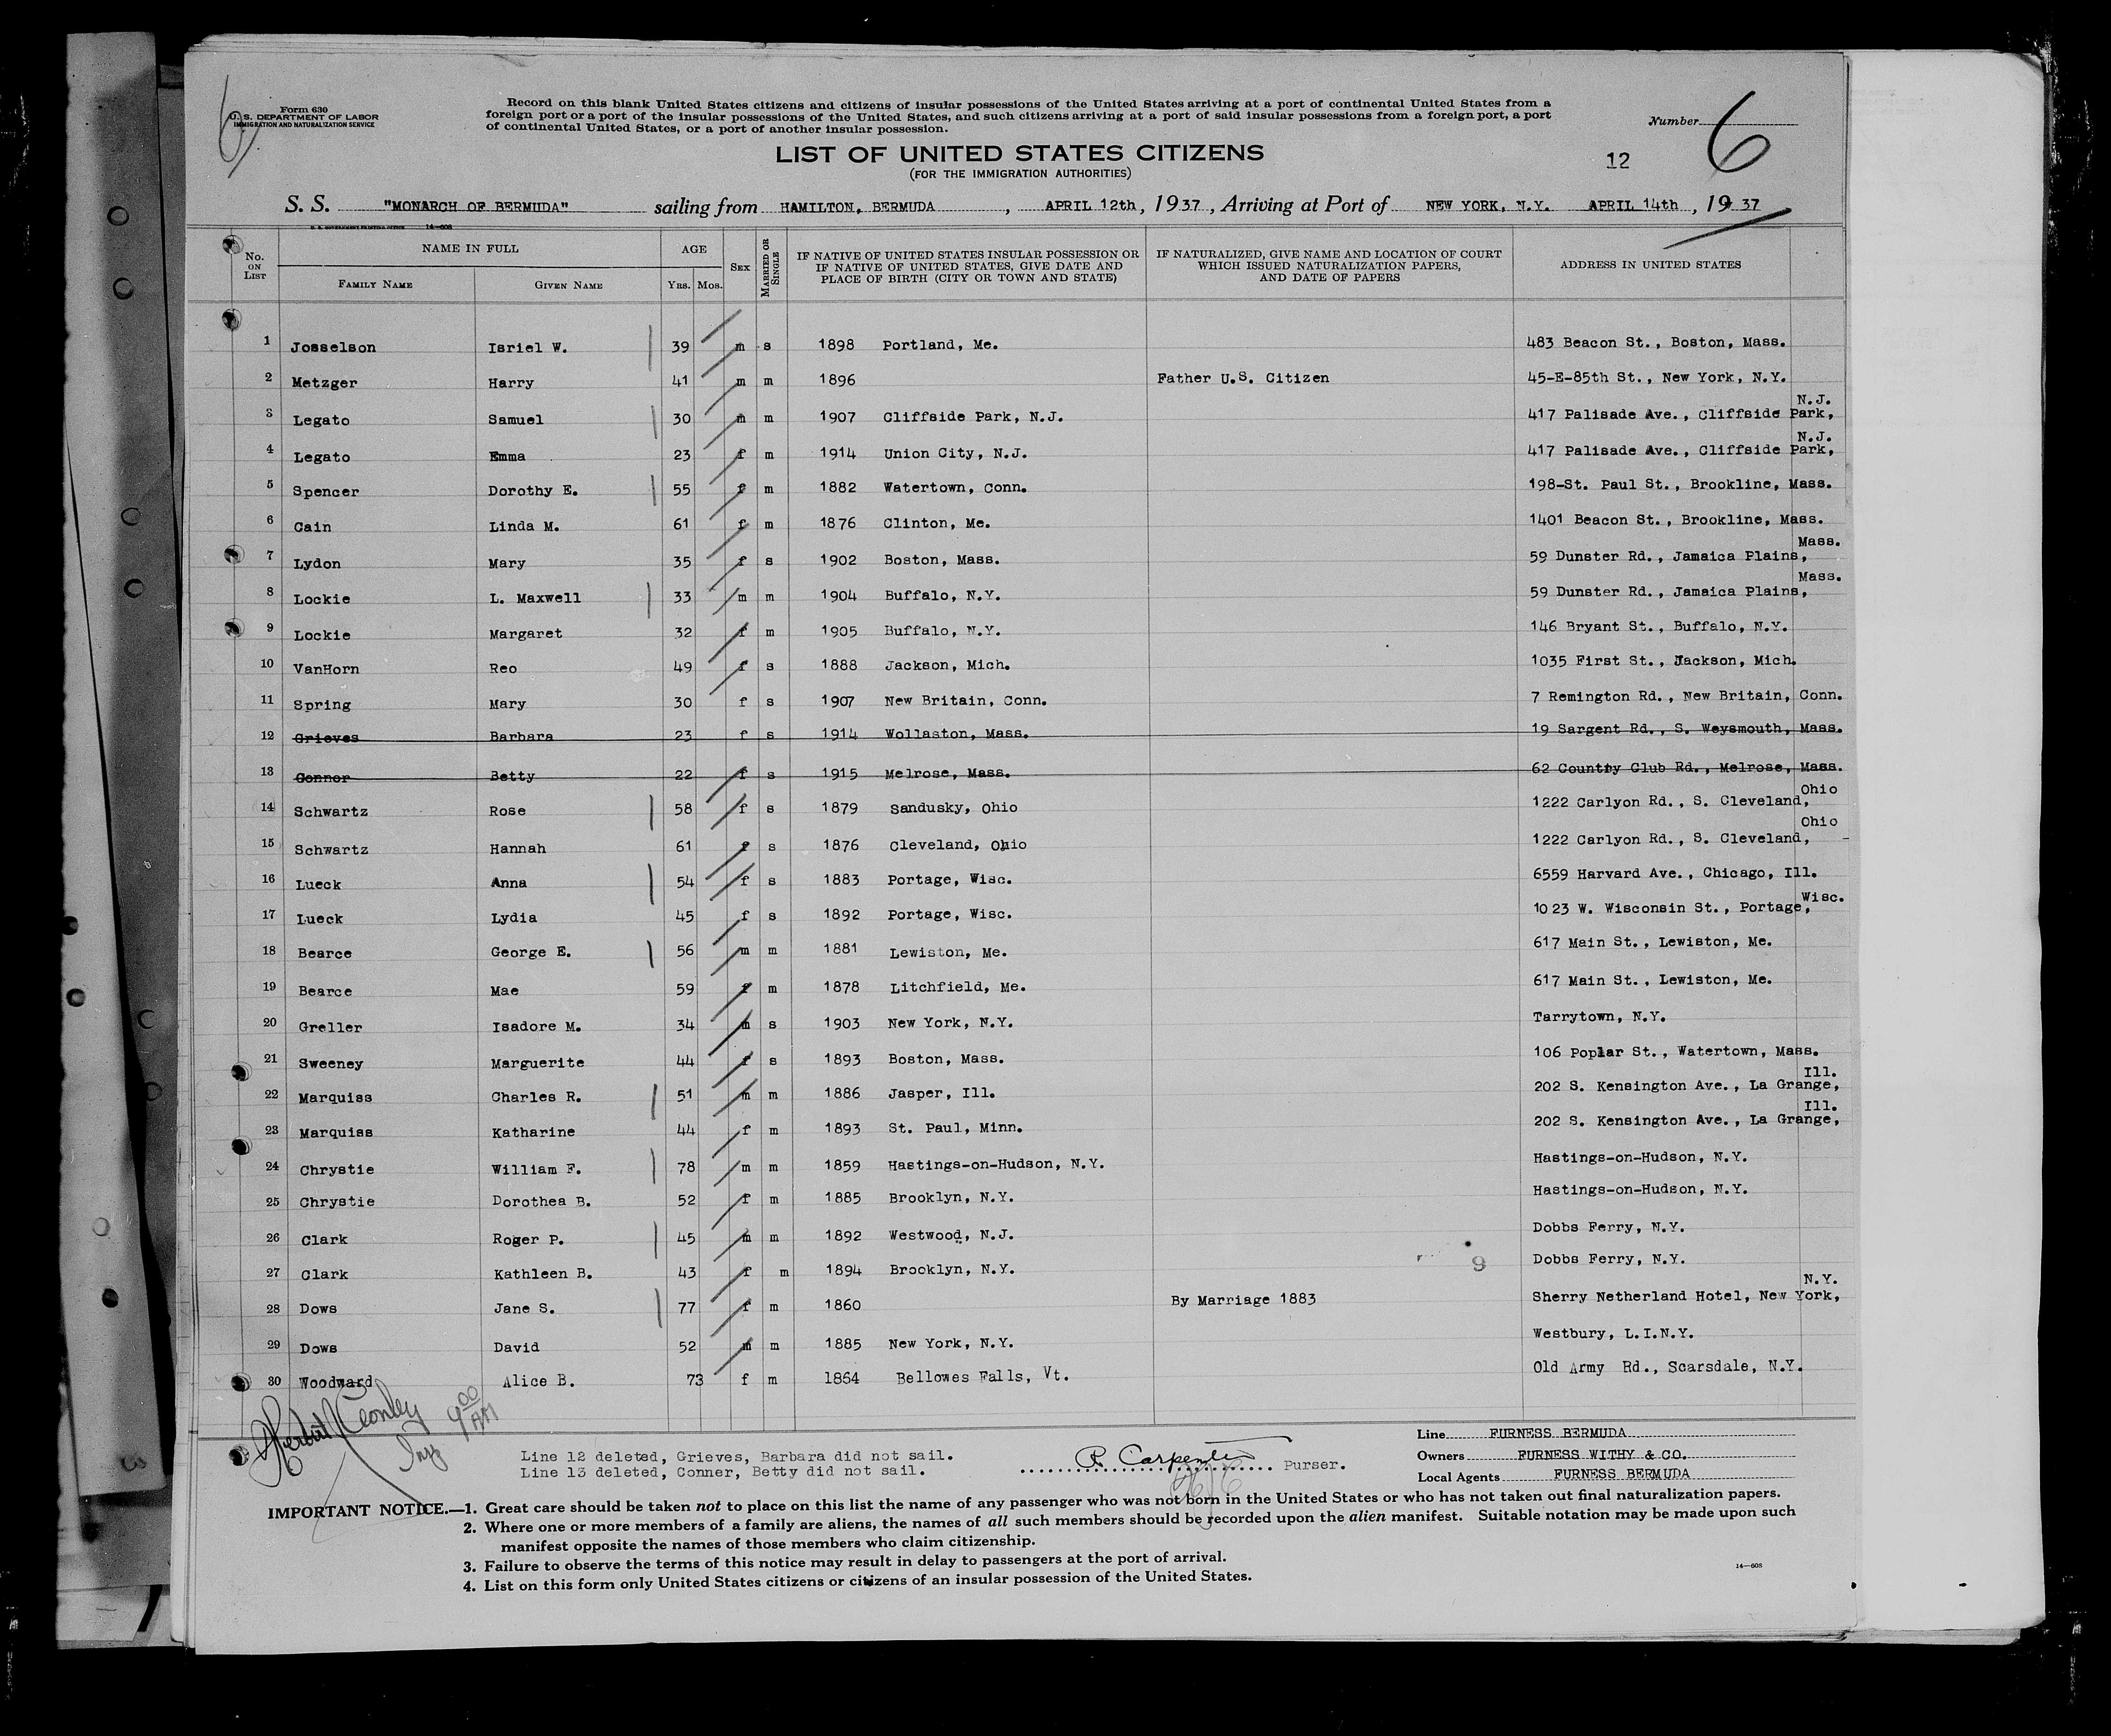 Form 630
U. S. DEPARTMENT OF LABOR
IMMIGRATION AND NATURALIZATION SERVICE
6
Record on this blank United States citizens and citizens of insular possessions of the United States arriving at a port of continental United States from a
foreign port or a port of the insular possessions of the United States, and such citizens arriving at a port of said insular possessions from a foreign port, a port
of continental United States, or a port of another insular possession.
Number 6
LIST OF UNITED STATES CITIZENS
(FOR THE IMMIGRATION AUTHORITIES)
12
S. S. "MONARCH OF BERMUDA" sailing from HAMILTON, BERMUDA, APRIL 12th, 1937, Arriving at Port of NEW YORK, N.Y. APRIL 14th, 1937
U. S. GOVERNMENT PRINTING OFFICE 14—608
No. ON LIST NAME IN FULL FAMILY NAME GIVEN NAME AGE YRS. MOS. SEX MARRIED OR SINGLE IF NATIVE OF UNITED STATES INSULAR POSSESSION OR IF NATIVE OF UNITED STATES, GIVE DATE AND PLACE OF BIRTH (CITY OR TOWN AND STATE) IF NATURALIZED, GIVE NAME AND LOCATION OF COURT WHICH ISSUED NATURALIZATION PAPERS, AND DATE OF PAPERS ADDRESS IN UNITED STATES
1 Josselson Isriel W. 39 m s 1898 Portland, Me. 483 Beacon St., Boston, Mass.
2 Metzger Harry 41 m m 1896 Father U.S. Citizen 45-E-85th St., New York, N.Y.
3 Legato Samuel 30 m m 1907 Cliffside Park, N.J. 417 Palisade Ave., Cliffside Park, N.J.
4 Legato Emma 23 f m 1914 Union City, N.J. 417 Palisade Ave., Cliffside Park, N.J.
5 Spencer Dorothy E. 55 f m 1882 Watertown, Conn. 198-St. Paul St., Brookline, Mass.
6 Cain Linda M. 61 f m 1876 Clinton, Me. 1401 Beacon St., Brookline, Mass.
7 Lydon Mary 35 f s 1902 Boston, Mass. 59 Dunster Rd., Jamaica Plains, Mass.
8 Lockie L. Maxwell 33 m m 1904 Buffalo, N.Y. 59 Dunster Rd., Jamaica Plains, Mass.
9 Lockie Margaret 32 f m 1905 Buffalo, N.Y. 146 Bryant St., Buffalo, N.Y.
10 VanHorn Reo 49 f s 1888 Jackson, Mich. 1035 First St., Jackson, Mich.
11 Spring Mary 30 f s 1907 New Britain, Conn. 7 Remington Rd., New Britain, Conn.
12 Grieves Barbara 23 f s 1914 Wollaston, Mass. 19 Sargent Rd., S. Weysmouth, Mass.
13 Connor Betty 22 f s 1915 Melrose, Mass. 62 Country Club Rd., Melrose, Mass.
14 Schwartz Rose 58 f s 1879 Sandusky, Ohio 1222 Carlyon Rd., S. Cleveland, Ohio
15 Schwartz Hannah 61 f s 1876 Cleveland, Ohio 1222 Carlyon Rd., S. Cleveland, Ohio
16 Lueck Anna 54 f s 1883 Portage, Wisc. 6559 Harvard Ave., Chicago, Ill.
17 Lueck Lydia 45 f s 1892 Portage, Wisc. 1023 W. Wisconsin St., Portage, Wisc.
18 Bearce George E. 56 m m 1881 Lewiston, Me. 617 Main St., Lewiston, Me.
19 Bearce Mae 59 f m 1878 Litchfield, Me. 617 Main St., Lewiston, Me.
20 Greller Isadore M. 34 m s 1903 New York, N.Y. Tarrytown, N.Y.
21 Sweeney Marguerite 44 f s 1893 Boston, Mass. 106 Poplar St., Watertown, Mass.
22 Marquiss Charles R. 51 m m 1886 Jasper, Ill. 202 S. Kensington Ave., La Grange, Ill.
23 Marquiss Katharine 44 f m 1893 St. Paul, Minn. 202 S. Kensington Ave., La Grange, Ill.
24 Chrystie William F. 78 m m 1859 Hastings-on-Hudson, N.Y. Hastings-on-Hudson, N.Y.
25 Chrystie Dorothea B. 52 f m 1885 Brooklyn, N.Y. Hastings-on-Hudson, N.Y.
26 Clark Roger P. 45 m m 1892 Westwood, N.J. Dobbs Ferry, N.Y.
27 Clark Kathleen B. 43 f m 1894 Brooklyn, N.Y. 9 Dobbs Ferry, N.Y.
28 Dows Jane S. 77 f m 1860 By Marriage 1883 Sherry Netherland Hotel, New York, N.Y.
29 Dows David 52 m m 1885 New York, N.Y. Westbury, L.I.N.Y.
30 Woodward Alice B. 73 f m 1864 Bellowes Falls, Vt. Old Army Rd., Scarsdale, N.Y.
9 00 AM
Line 12 deleted, Grieves, Barbara did not sail.
Line 13 deleted, Conner, Betty did not sail.
R. Carpenter Purser.
Line FURNESS BERMUDA
Owners FURNESS WITHY & CO.
Local Agents FURNESS BERMUDA
IMPORTANT NOTICE.—1. Great care should be taken not to place on this list the name of any passenger who was not born in the United States or who has not taken out final naturalization papers.
2. Where one or more members of a family are aliens, the names of all such members should be recorded upon the alien manifest. Suitable notation may be made upon such
manifest opposite the names of those members who claim citizenship.
3. Failure to observe the terms of this notice may result in delay to passengers at the port of arrival.
4. List on this form only United States citizens or citizens of an insular possession of the United States.
14—608